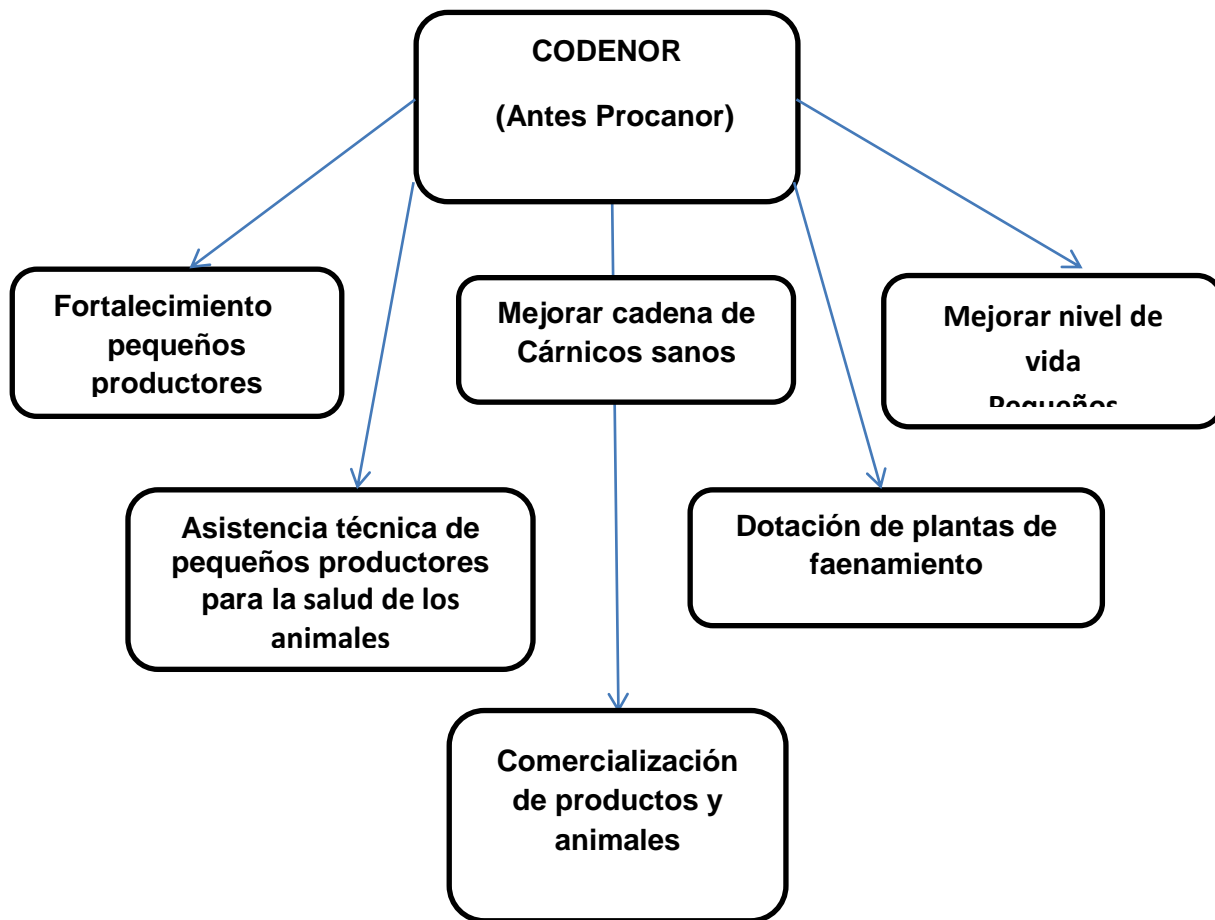 CODENOR
(Antes Procanor)
Fortalecimiento
pequeños
productores
Mejorar cadena de
Cárnicos sanos
Mejorar nivel de
vida
Pequeños
Asistencia técnica de
pequeños productores
para la salud de los
animales
Dotación de plantas de
faenamiento
Comercialización
de productos y
animales